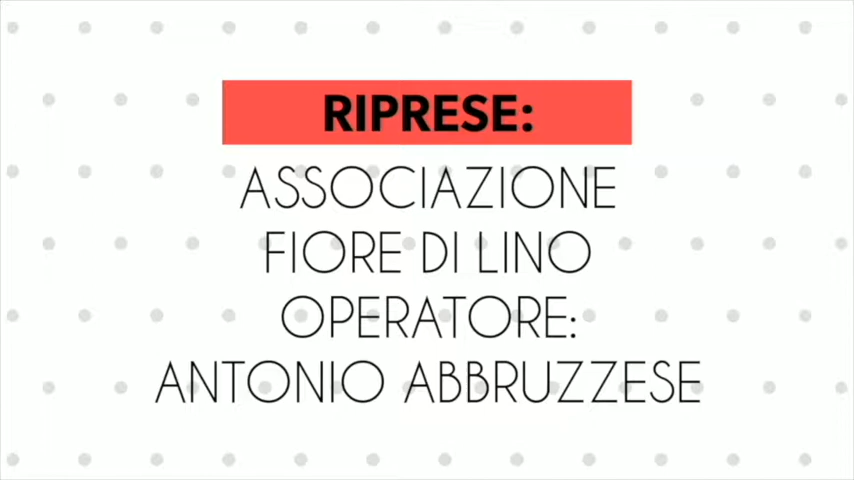 RIPRESE:
ASSOCIAZIONE
FIORE DI LINO
OPERATORE:
ANTONIO ABBRUZZESE